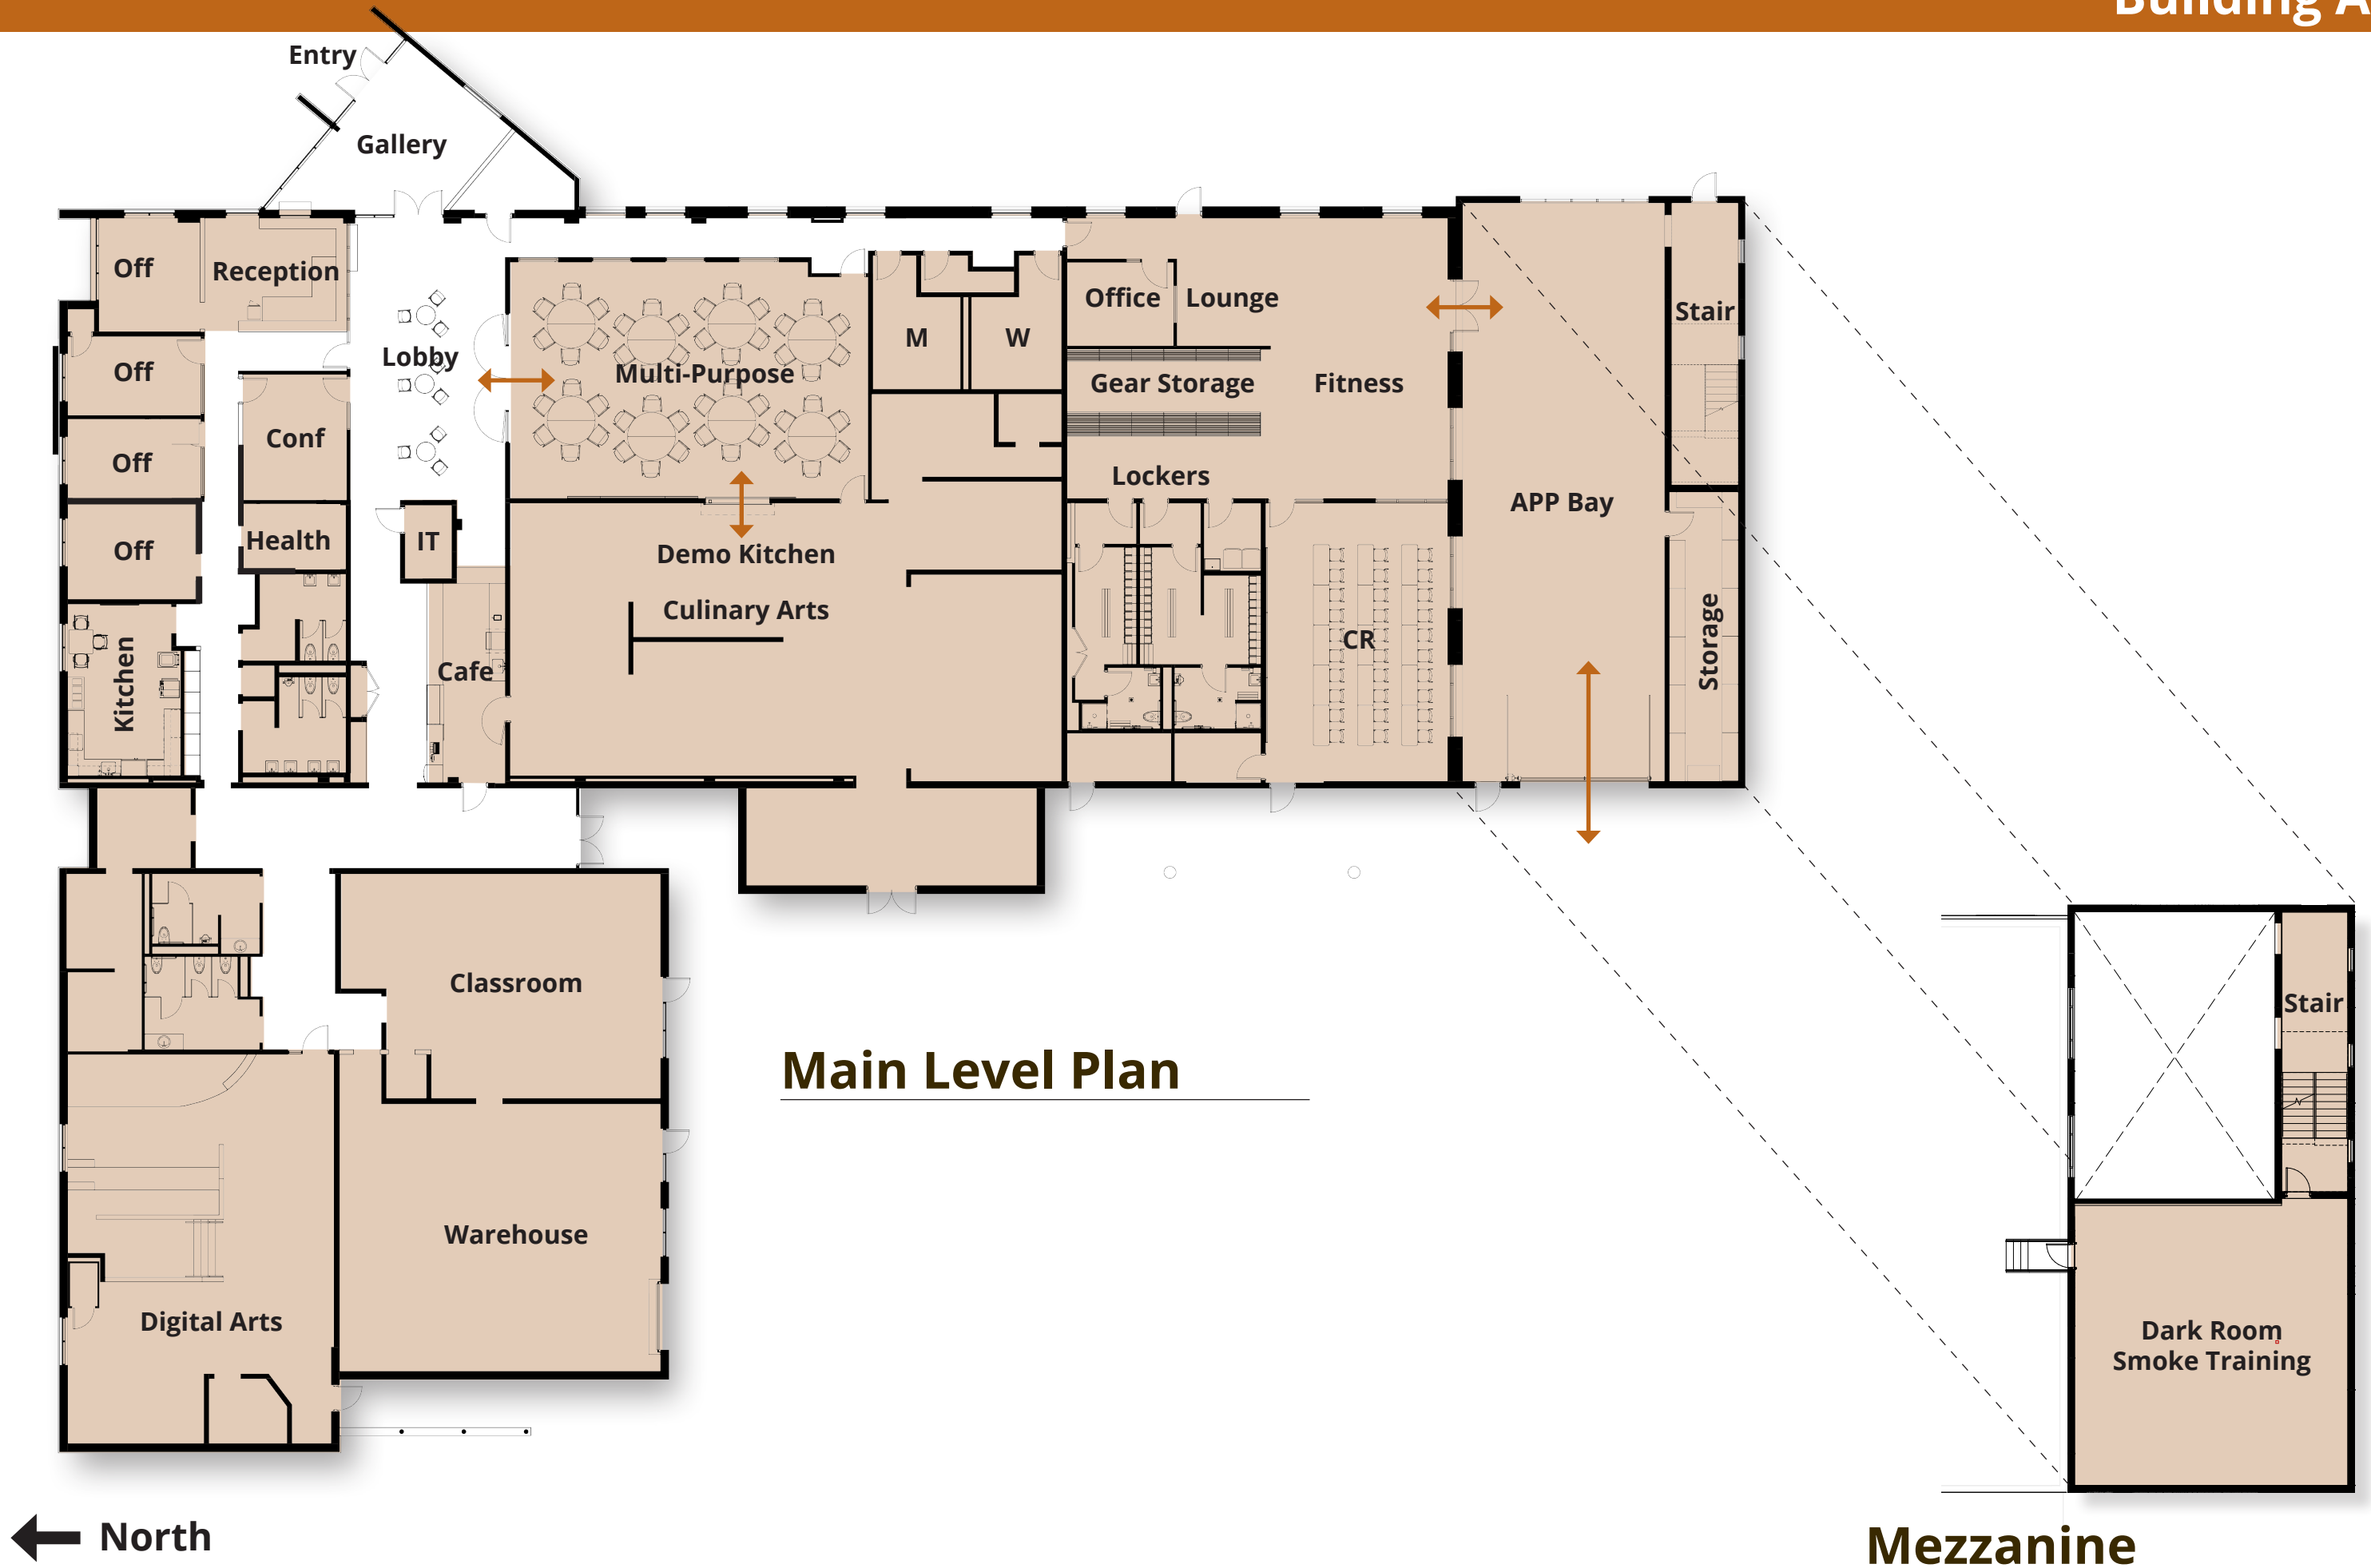 Building A
Entry
Gallery
Off
Reception
Off
Lobby
Multi-Purpose
M
W
Office
Lounge
Stair
Gear Storage
Fitness
Off
Conf
Lockers
APP Bay
Off
Health
IT
Demo Kitchen
Culinary Arts
CR
Storage
Kitchen
Cafe
Classroom
Stair
Main Level Plan
Warehouse
Digital Arts
Dark Room
Smoke Training
North
Mezzanine